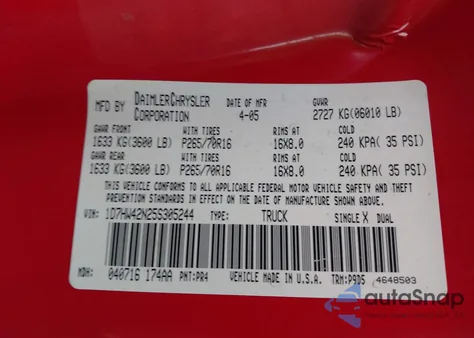 MFD BY DAIMLERCHRYSLER CORPORATION DATE OF MFR 4-05 GVWR 2727 KG(06010 LB)
GAWR FRONT WITH TIRES RIMS AT COLD
1633 KG(3600 LB) P265/70R16 16X8.0 240 KPA( 35 PSI)
GAWR REAR WITH TIRES RIMS AT COLD
1633 KG(3600 LB) P265/70R16 16X8.0 240 KPA( 35 PSI)
THIS VEHICLE CONFORMS TO ALL APPLICABLE FEDERAL MOTOR VEHICLE SAFETY AND THEFT
PREVENTION STANDARDS IN EFFECT ON THE DATE OF MANUFACTURE SHOWN ABOVE.
VIN: 1D7HW42N25S305244 TYPE: TRUCK SINGLE X DUAL
MDH: 040716 174AA PNT:PR4 VEHICLE MADE IN U.S.A. TRM:P9D5 4648503
autoSnap